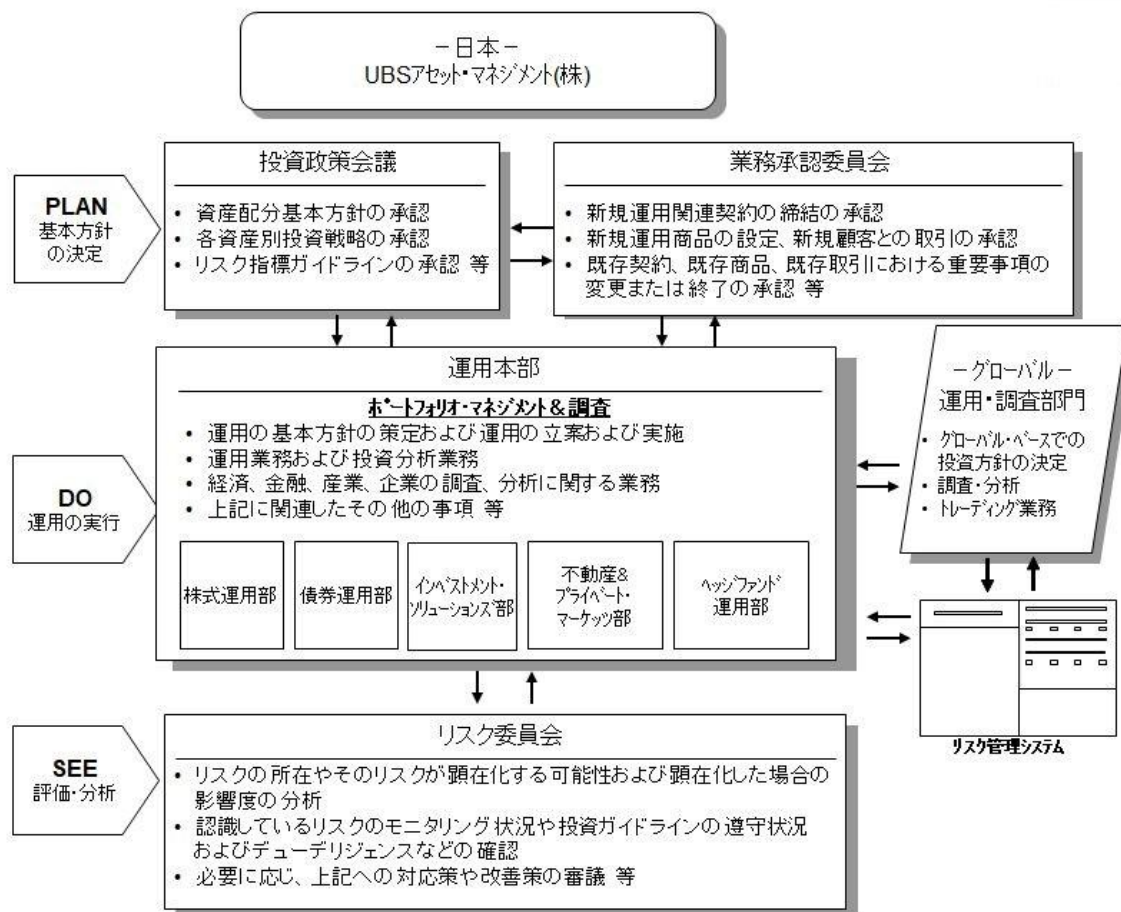 －日本－
UBSアセット・マネジメント(株)
PLAN
基本方針
の決定
投資政策会議
• 資産配分基本方針の承認
• 各資産別投資戦略の承認
• リスク指標ガイドラインの承認 等
業務承認委員会
• 新規運用関連契約の締結の承認
• 新規運用商品の設定、新規顧客との取引の承認
• 既存契約、既存商品、既存取引における重要事項の
変更または終了の承認 等
DO
運用の実行
運用本部
ポートフォリオ・マネジメント＆調査
• 運用の基本方針の策定および運用の立案および実施
• 運用業務および投資分析業務
• 経済、金融、産業、企業の調査、分析に関する業務
• 上記に関連したその他の事項 等
株式運用部
債券運用部
インベストメント・
ソリューションズ部
不動産&
プライベート・
マーケッツ部
ヘッジファンド
運用部
－グローバル－
運用・調査部門
• グローバル・ベースでの
投資方針の決定
• 調査・分析
• トレーディング業務
リスク管理システム
SEE
評価・分析
リスク委員会
• リスクの所在やそのリスクが顕在化する可能性および顕在化した場合の
影響度の分析
• 認識しているリスクのモニタリング状況や投資ガイドラインの遵守状況
およびデューデリジェンスなどの確認
• 必要に応じ、上記への対応策や改善策の審議 等